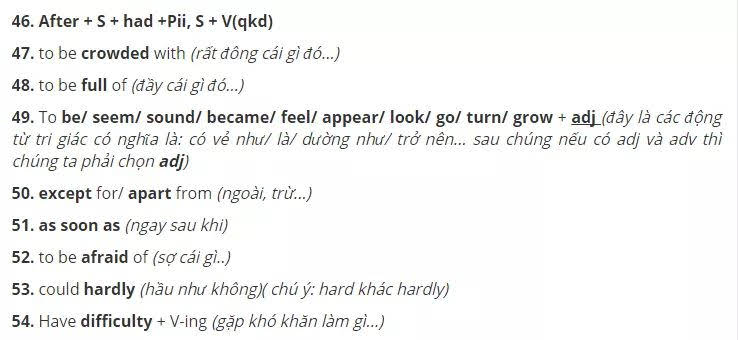 46. After + S + had +Pii, S + V(qkd)
47. to be crowded with (rất đông cái gì đó...)
48. to be full of (đầy cái gì đó...)
49. To be/ seem/ sound/ became/ feel/ appear/ look/ go/ turn/ grow + adj (đây là các động
từ tri giác có nghĩa là: có vẻ như/ là/ dường như/ trở nên... sau chúng nếu có adj và adv thì
chúng ta phải chọn adj)
50. except for/ apart from (ngoài, trừ...)
51. as soon as (ngay sau khi)
52. to be afraid of (sợ cái gì..)
53. could hardly (hầu như không)( chú ý: hard khác hardly)
54. Have difficulty + V-ing (gặp khó khăn làm gì...)